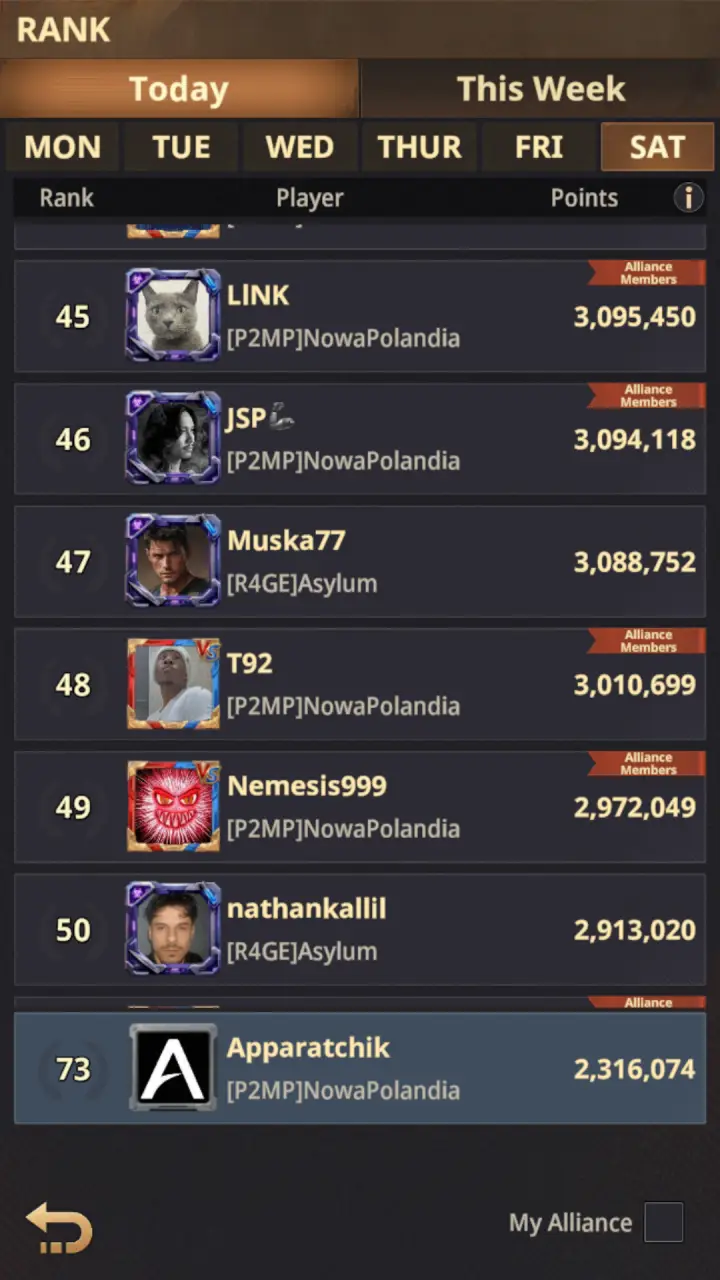 RANK
Today
This Week
MON
TUE
WED
THUR
FRI
SAT
Rank
Player
Points
i
45
LINK
[P2MP]NowaPolandia
Alliance
Members
3,095,450
46
JSP🦾
[P2MP]NowaPolandia
Alliance
Members
3,094,118
47
Muska77
[R4GE]Asylum
3,088,752
48
VS
T92
[P2MP]NowaPolandia
Alliance
Members
3,010,699
49
VS
Nemesis999
[P2MP]NowaPolandia
Alliance
Members
2,972,049
50
nathankallil
[R4GE]Asylum
2,913,020
Alliance
73
A
Apparatchik
[P2MP]NowaPolandia
2,316,074
My Alliance